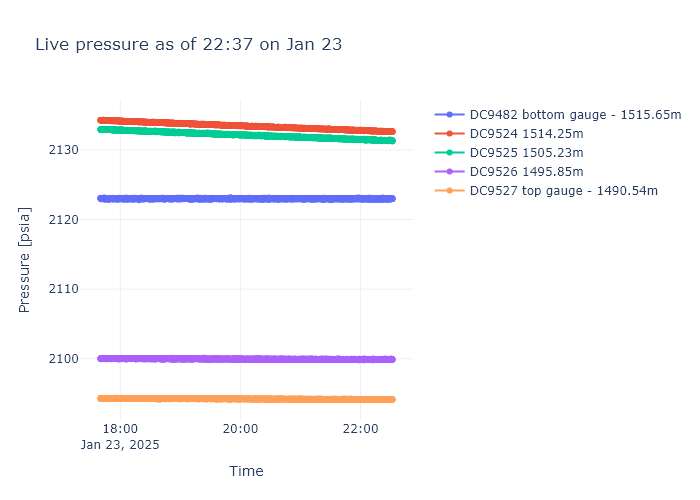 Live pressure as of 22:37 on Jan 23
DC9482 bottom gauge - 1515.65m
DC9524 1514.25m
DC9525 1505.23m
DC9526 1495.85m
DC9527 top gauge - 1490.54m
Pressure [psia]
2130
2120
2110
2100
18:00
Jan 23, 2025
20:00
22:00
Time